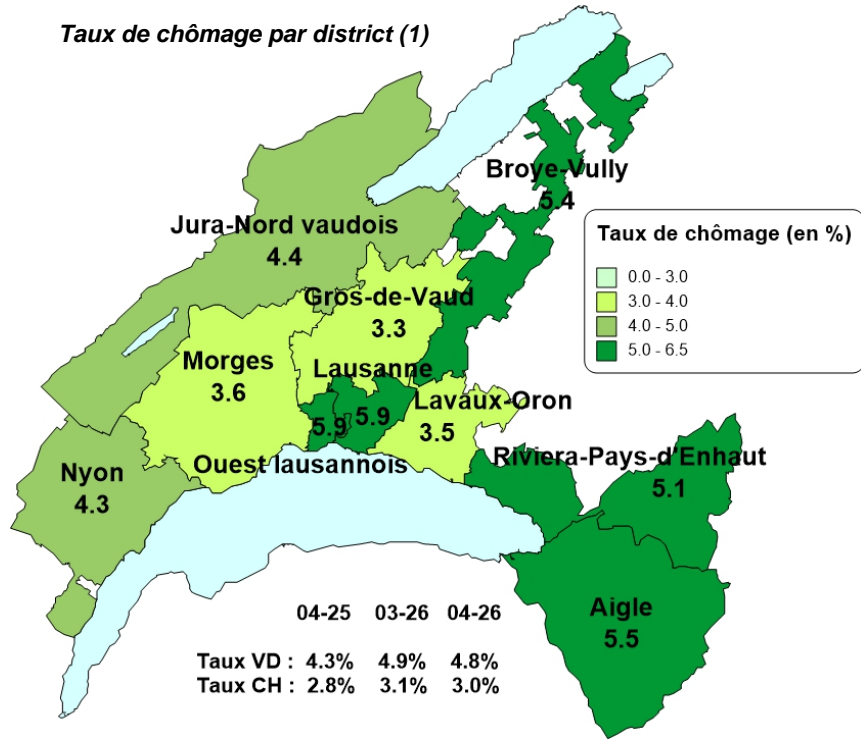 Taux de chômage par district (1)
Broye-Vully
5.4
Jura-Nord vaudois
4.4
Taux de chômage (en %)
0.0 - 3.0
3.0 - 4.0
4.0 - 5.0
5.0 - 6.5
Gros-de-Vaud
3.3
Morges
3.6
Lausanne
5.9
5.9
Lavaux-Oron
3.5
Ouest lausannois
Riviera-Pays-d'Enhaut
5.1
Nyon
4.3
Aigle
5.5
04-25 03-26 04-26
Taux VD : 4.3% 4.9% 4.8%
Taux CH : 2.8% 3.1% 3.0%